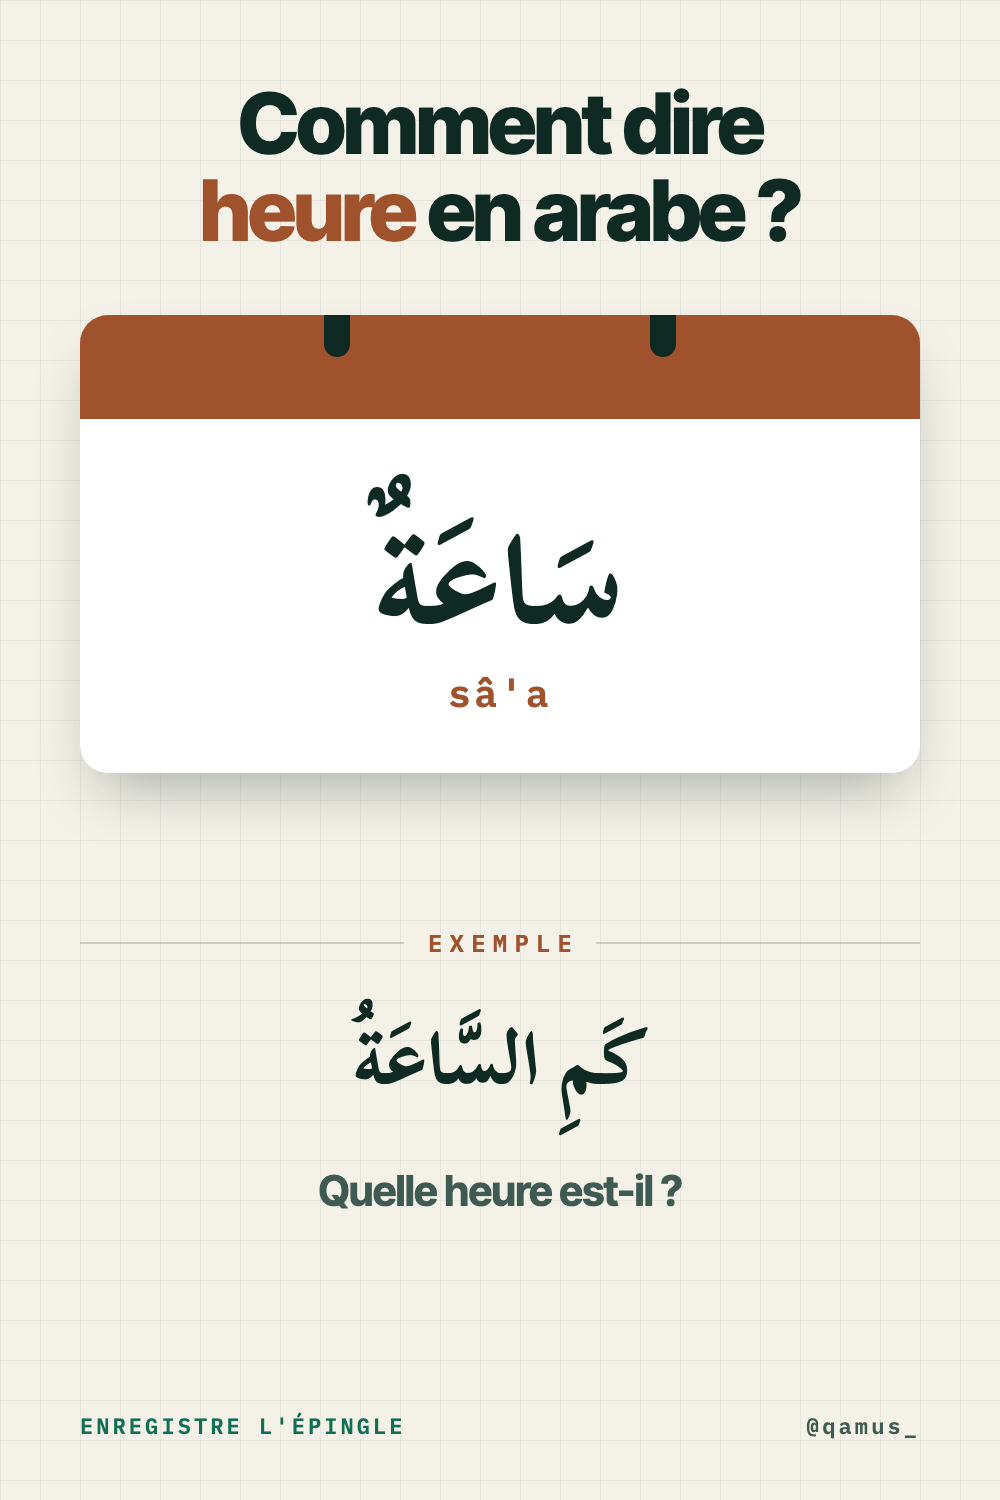 Comment dire
heure en arabe ?
سَاعَةٌ
sâ'a
EXEMPLE
كَمِ السَّاعَةُ
Quelle heure est-il ?
ENREGISTRE L'ÉPINGLE
@qamus_